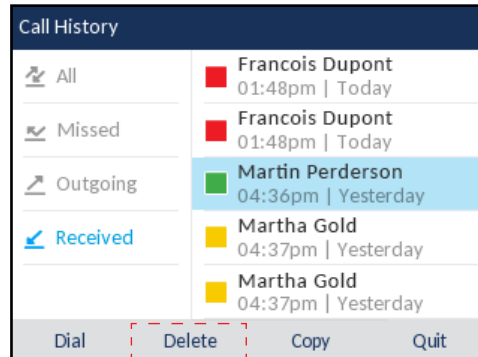 Call History
All
Missed
Outgoing
Received
Francois Dupont
01:48pm | Today
Francois Dupont
01:48pm | Today
Martin Perderson
04:36pm | Yesterday
Martha Gold
04:37pm | Yesterday
Martha Gold
04:37pm | Yesterday
Dial Delete Copy Quit